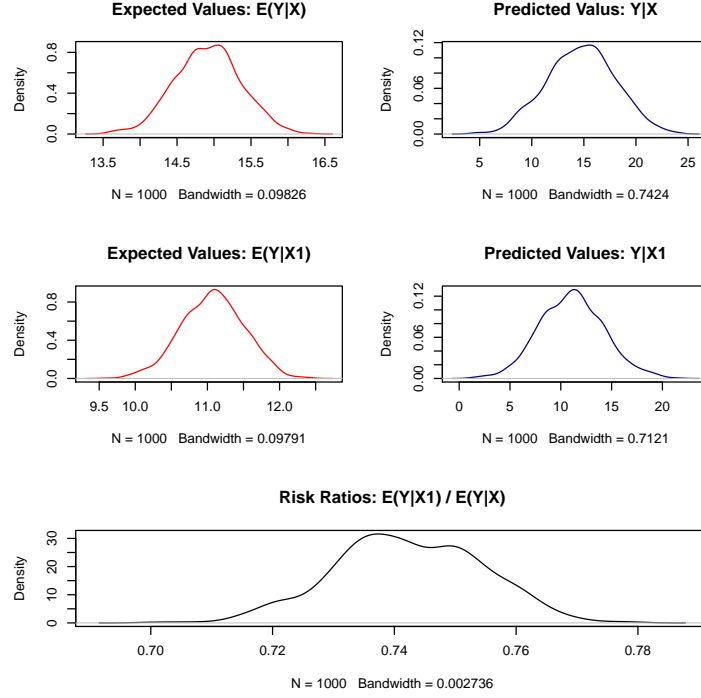 Expected Values: E(Y|X)
Density
0.0 0.4 0.8
13.5 14.5 15.5 16.5
N = 1000 Bandwidth = 0.09826
Predicted Valus: Y|X
Density
0.00 0.06 0.12
5 10 15 20 25
N = 1000 Bandwidth = 0.7424
Expected Values: E(Y|X1)
Density
0.0 0.4 0.8
9.5 10.0 11.0 12.0
N = 1000 Bandwidth = 0.09791
Predicted Values: Y|X1
Density
0.00 0.06 0.12
0 5 10 15 20
N = 1000 Bandwidth = 0.7121
Risk Ratios: E(Y|X1) / E(Y|X)
Density
0 10 20 30
0.70 0.72 0.74 0.76 0.78
N = 1000 Bandwidth = 0.002736